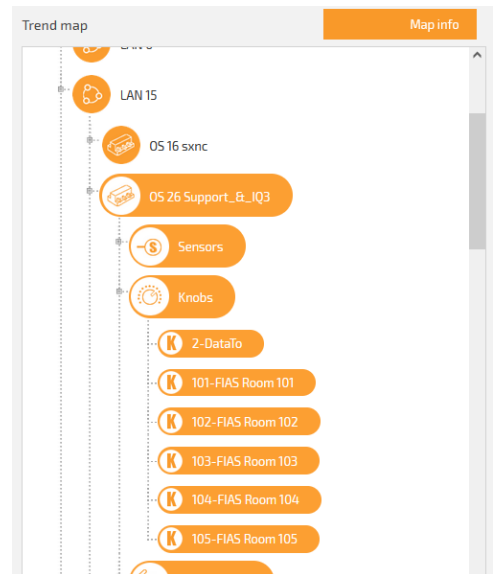 Trend map
Map info
LAN 15
OS 16 sxnc
OS 26 Support_&_IQ3
S Sensors
Knobs
K 2-DataTo
K 101-FIAS Room 101
K 102-FIAS Room 102
K 103-FIAS Room 103
K 104-FIAS Room 104
K 105-FIAS Room 105